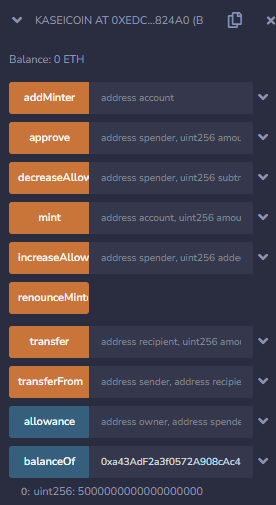 KASEICOIN AT 0XEDC...824A0 (B
Balance: 0 ETH
addMinter address account
approve address spender, uint256 amou
decreaseAllow address spender, uint256 subtr
mint address account, uint256 amou
increaseAllow address spender, uint256 adde
renounceMint
transfer address recipient, uint256 amou
transferFrom address sender, address recipie
allowance address owner, address spende
balanceOf 0xa43AdF2a3f0572A908cAc4
0: uint256: 5000000000000000000